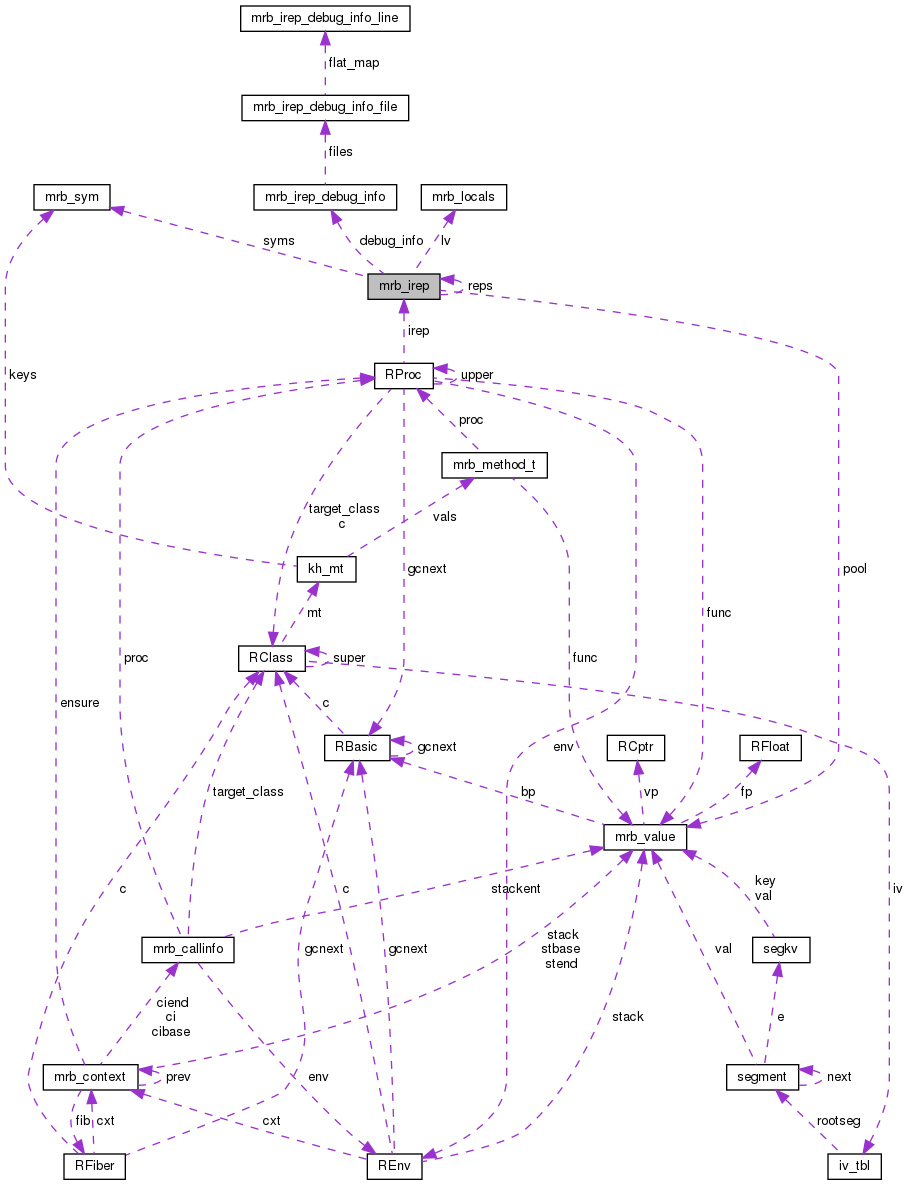 mrb_irep_debug_info_line
flat_map
mrb_irep_debug_info_file
files
mrb_sym
mrb_irep_debug_info
mrb_locals
syms
debug_info
lv
mrb_irep
reps
irep
keys
RProc
upper
proc
mrb_method_t
target_class
c
vals
kh_mt
gcnext
pool
mt
func
RClass
super
proc
func
ensure
c
RBasic
gcnext
env
RCptr
RFloat
target_class
bp
vp
fp
mrb_value
c
c
stackent
key
val
iv
mrb_callinfo
gcnext
gcnext
stack
stbase
stend
val
segkv
ciend
ci
cibase
stack
e
mrb_context
prev
env
segment
next
fib
cxt
cxt
rootseg
RFiber
REnv
iv_tbl